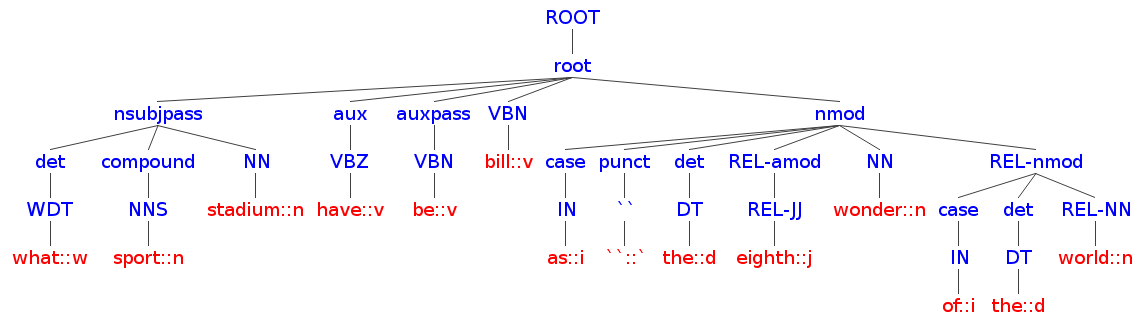 ROOT
root
nsubjpass aux auxpass VBN nmod
det compound NN VBZ VBN bill::v case punct det REL-amod NN REL-nmod
WDT NNS stadium::n have::v be::v IN `` DT REL-JJ wonder::n case det REL-NN
what::w sport::n as::i ``::` the::d eighth::j IN DT world::n
of::i the::d